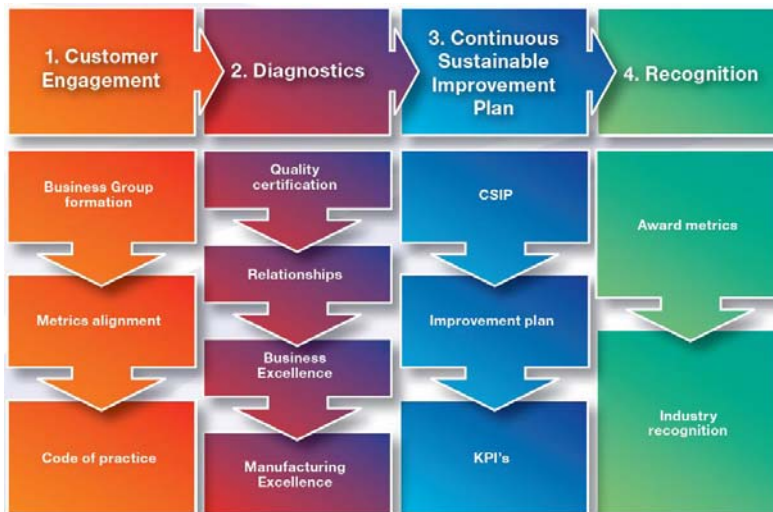 1. Customer
Engagement
2. Diagnostics
3. Continuous
Sustainable
Improvement
Plan
4. Recognition
Business Group
formation
Metrics alignment
Code of practice
Quality
certification
Relationships
Business
Excellence
Manufacturing
Excellence
CSIP
Improvement plan
KPI's
Award metrics
Industry
recognition